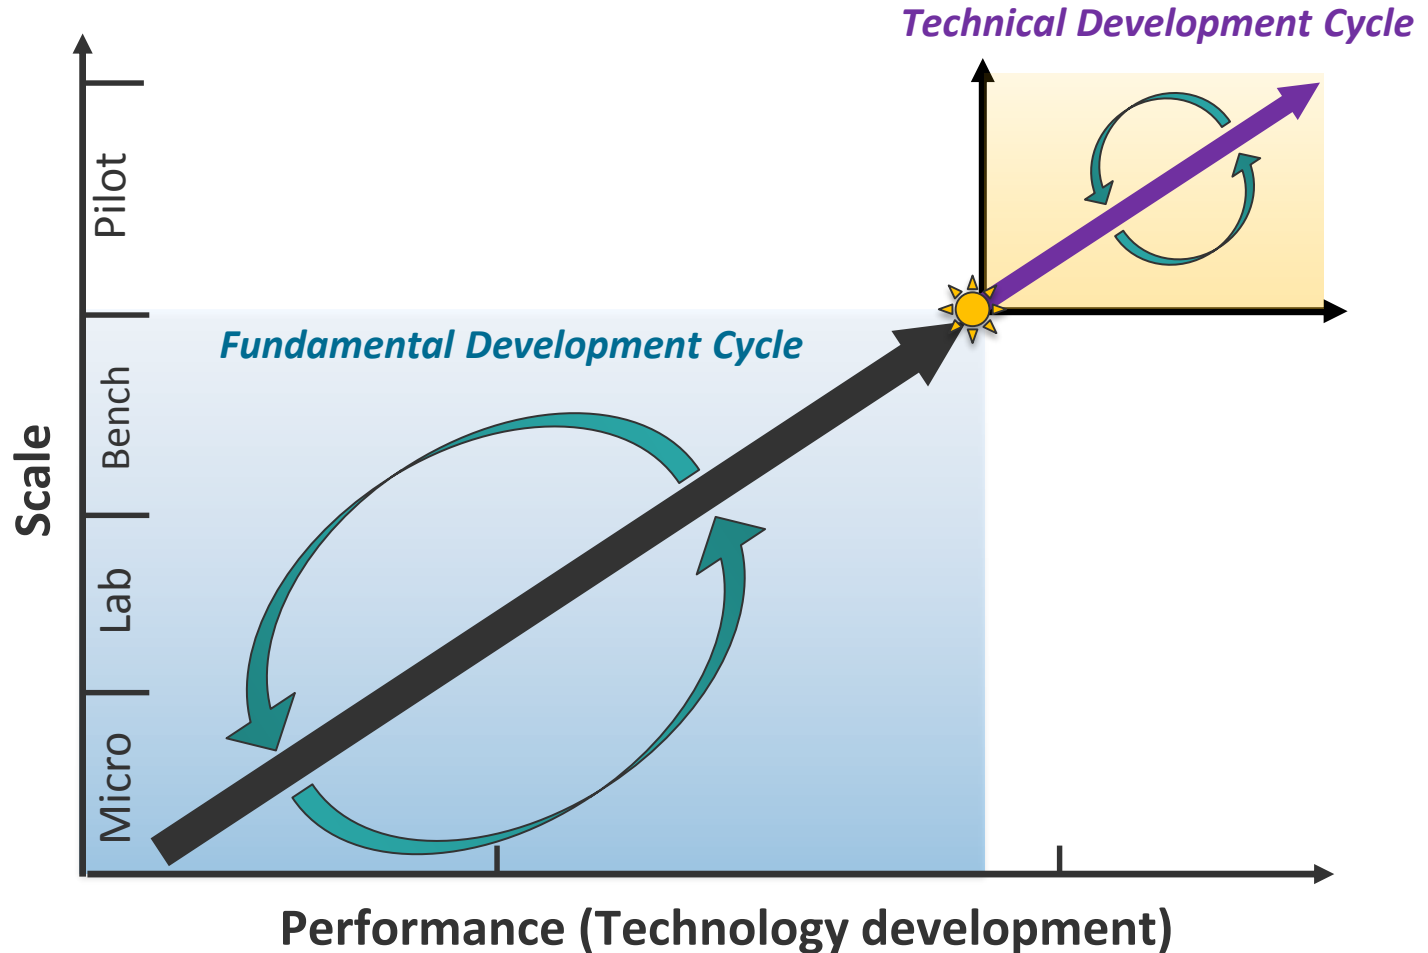 Technical Development Cycle
Pilot
Fundamental Development Cycle
Bench
Scale
Lab
Micro
Performance (Technology development)